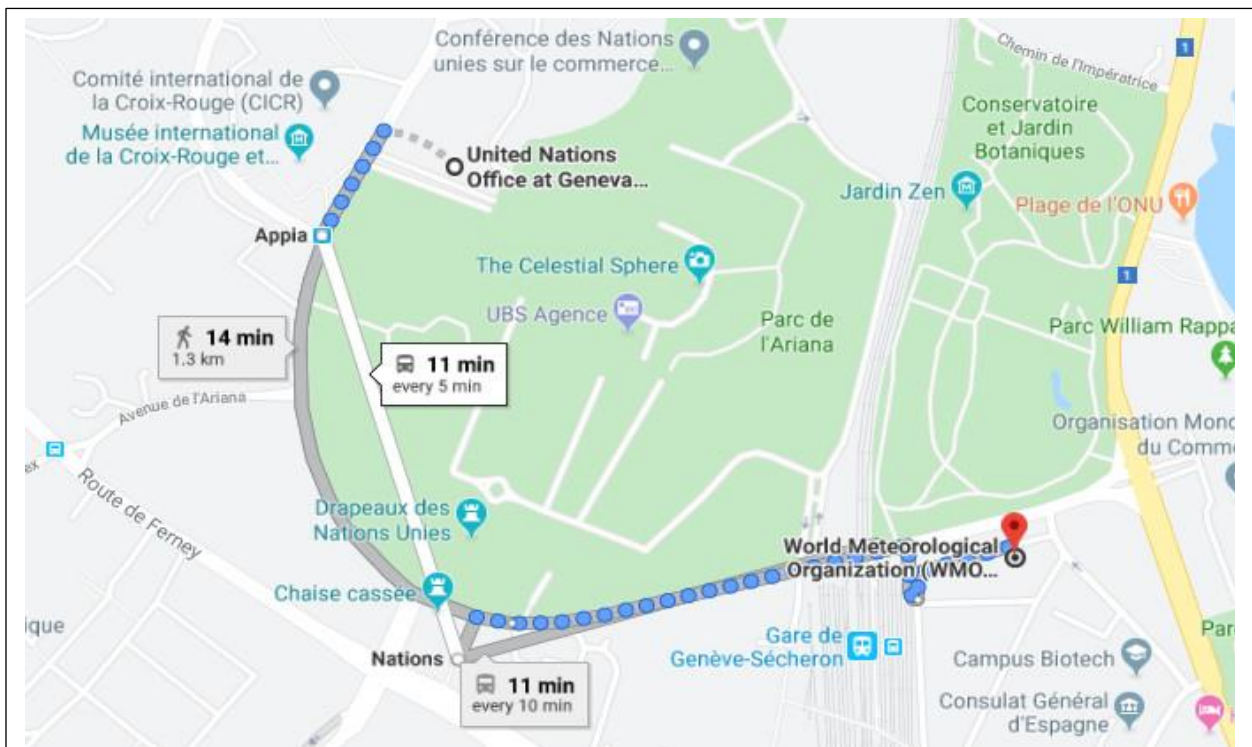 Conférence des Nations
unies sur le commerce...
Comité international de
la Croix-Rouge (CICR)
Musée international
de la Croix-Rouge et...
United Nations
Office at Geneva...
Chemin de l'Impératrice
1
Conservatoire
et Jardin
Botaniques
Jardin Zen
Plage de l'ONU
Appia
The Celestial Sphere
1
UBS Agence
Parc de
l'Ariana
Parc William Rappa
14 min
1.3 km
11 min
every 5 min
Avenue de l'Ariana
Organisation Mond
du Comme
ex
Route de Ferney
Drapeaux des
Nations Unies
World Meteorological
Organization (WMO...
Chaise cassée
ique
Nations
Gare de
Genève-Sécheron
Parc
Campus Biotech
11 min
every 10 min
Consulat Général
d'Espagne